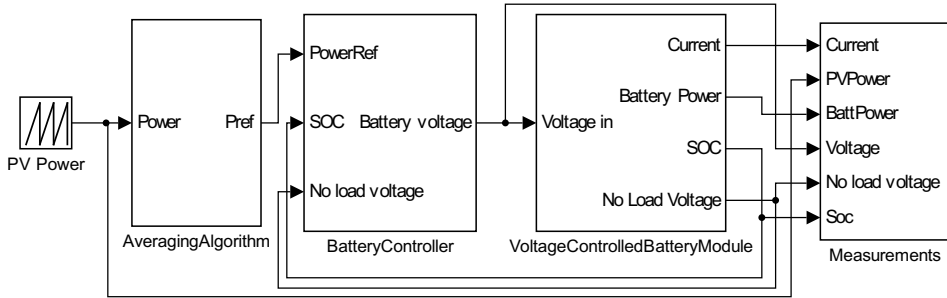 PV Power
Power
Pref
AveragingAlgorithm
PowerRef
SOC
No load voltage
Battery voltage
BatteryController
Voltage in
Current
Battery Power
SOC
No Load Voltage
VoltageControlledBatteryModule
Current
PVPower
BattPower
Voltage
No load voltage
Soc
Measurements